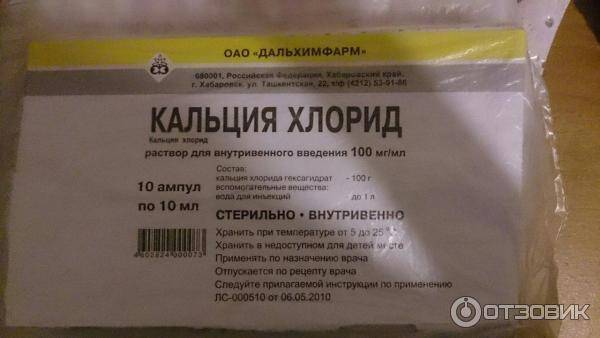 ОАО «ДАЛЬХИМФАРМ»
680001, Российская Федерация, Хабаровский край,
г. Хабаровск, ул. Ташкентская, 22, т/ф (4212) 53-91-86
КАЛЬЦИЯ ХЛОРИД
Кальция хлорид
раствор для внутривенного введения 100 мг/мл
10 ампул
по 10 мл
Состав:
кальция хлорида гексагидрат - 100 г
вспомогательные вещества:
вода для инъекций до 1 л
СТЕРИЛЬНО • ВНУТРИВЕННО
Хранить при температуре от 5 до 25 °
Хранить в недоступном для детей месте
Применять по назначению врача
Отпускается по рецепту врача
Следуйте прилагаемой инструкции по применению
ЛС-000510 от 06.05.2010
4602824000073
ОТЗОВИК